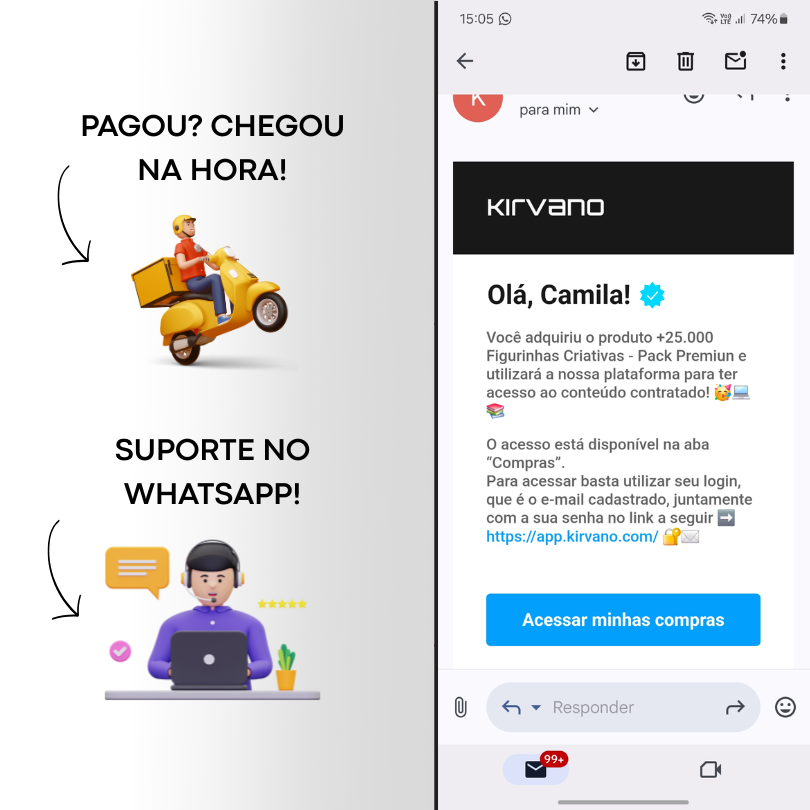 PAGOU? CHEGOU
NA HORA!
SUPORTE NO
WHATSAPP!
15:05
74%
K
para mim
KIRVANO
Olá, Camila!
Você adquiriu o produto +25.000
Figurinhas Criativas - Pack Premiun e
utilizará a nossa plataforma para ter
acesso ao conteúdo contratado! 🥳💻
📚
O acesso está disponível na aba
“Compras”.
Para acessar basta utilizar seu login,
que é o e-mail cadastrado, juntamente
com a sua senha no link a seguir ➡️
https://app.kirvano.com/ 🔐✉️
Acessar minhas compras
Responder
99+